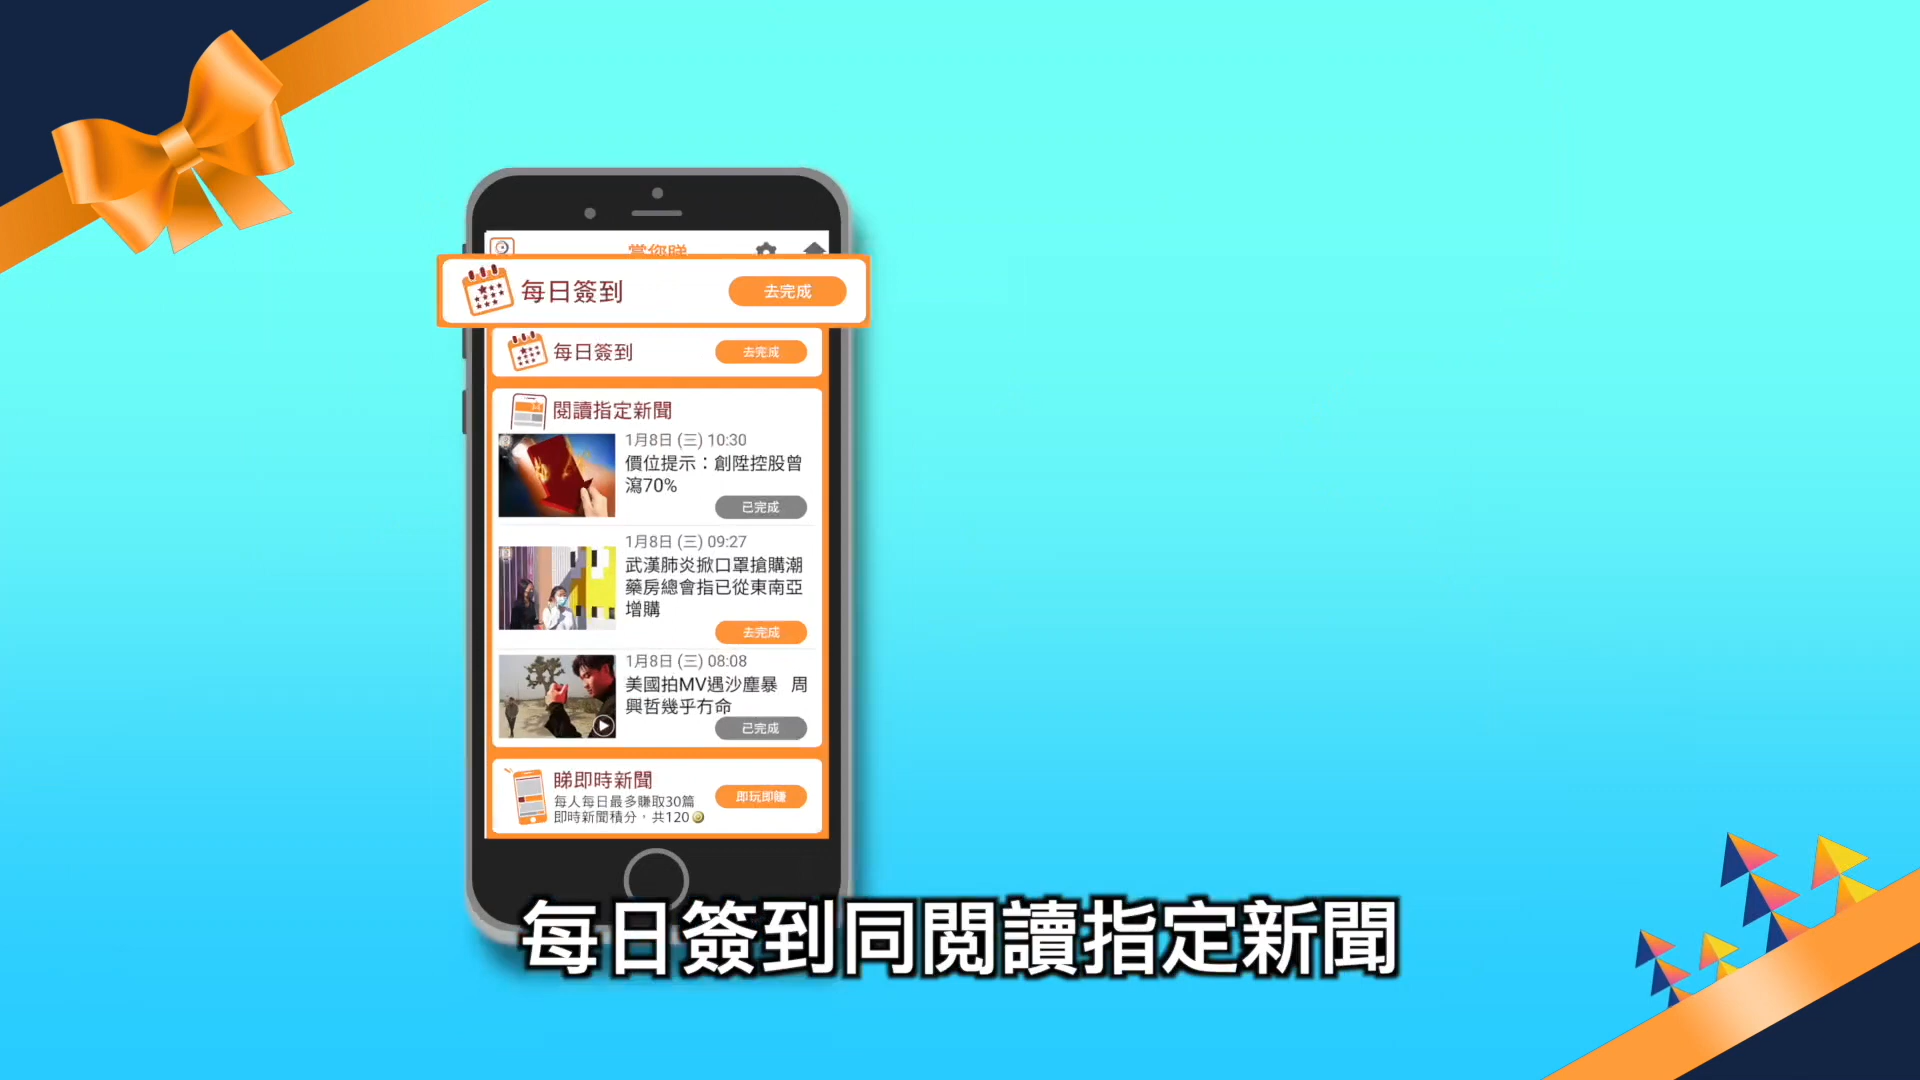 賞您睇
每日簽到
去完成
每日簽到
去完成
閱讀指定新聞
1月8日 (三) 10:30
價位提示：創陞控股曾
瀉70%
已完成
1月8日 (三) 09:27
武漢肺炎掀口罩搶購潮
藥房總會指已從東南亞
增購
去完成
1月8日 (三) 08:08
美國拍MV遇沙塵暴 周
興哲幾乎冇命
已完成
睇即時新聞
每人每日最多賺取30篇
即時新聞積分，共120
即玩即賺
每日簽到同閱讀指定新聞